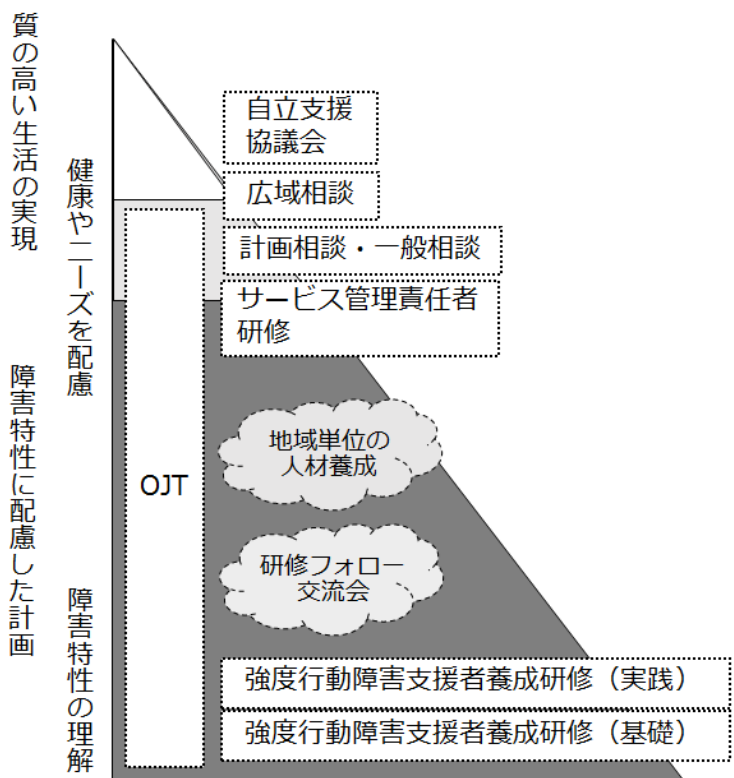 質の高い生活の実現
健康やニーズを配慮
障害特性に配慮した計画
障害特性の理解
自立支援
協議会
広域相談
計画相談・一般相談
サービス管理責任者
研修
OJT
地域単位の
人材養成
研修フォロー
交流会
強度行動障害支援者養成研修（実践）
強度行動障害支援者養成研修（基礎）